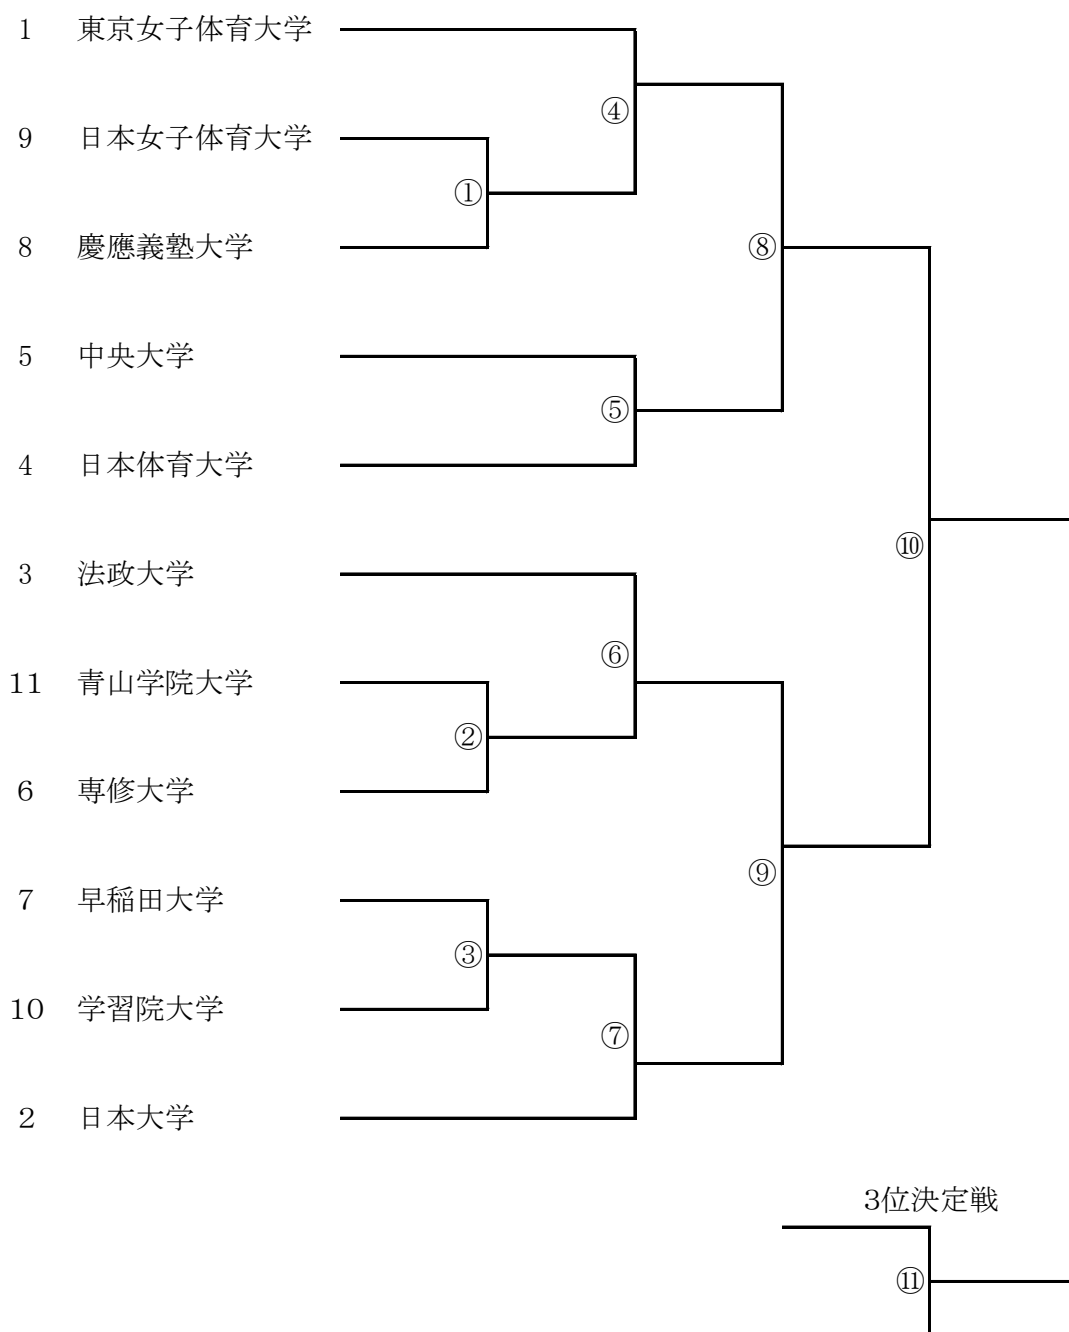 1 東京女子体育大学
④
9 日本女子体育大学
①
8 慶應義塾大学
⑧
5 中央大学
⑤
4 日本体育大学
⑩
3 法政大学
⑥
11 青山学院大学
②
6 専修大学
⑨
7 早稲田大学
③
10 学習院大学
⑦
2 日本大学
3位決定戦
⑪